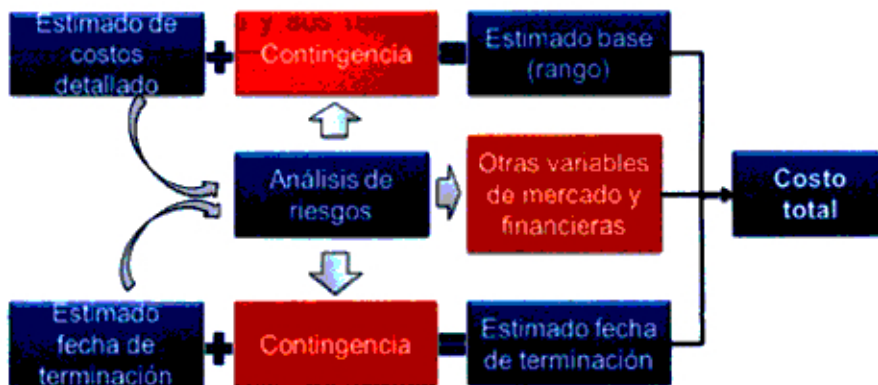 Estimado de
costos
detallado
Contingencia
Estimado base
(rango)
Análisis de
riesgos
Otras variables
de mercado y
financieras
Costo
total
Estimado
fecha de
terminación
Contingencia
Estimado fecha
de terminación